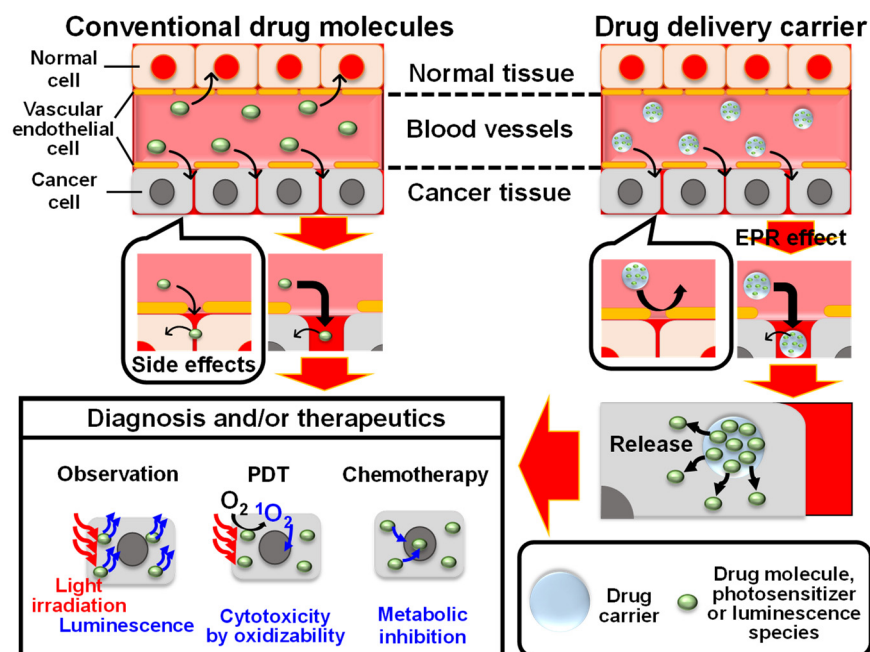 Conventional drug molecules
Drug delivery carrier
Normal
cell
Vascular
endothelial
cell
Cancer
cell
Normal tissue
Blood vessels
Cancer tissue
EPR effect
Side effects
Release
Diagnosis and/or therapeutics
Observation
PDT
Chemotherapy
O₂
¹O₂
Light
irradiation
Luminescence
Cytotoxicity
by oxidizability
Metabolic
inhibition
Drug
carrier
Drug molecule,
photosensitizer
or luminescence
species